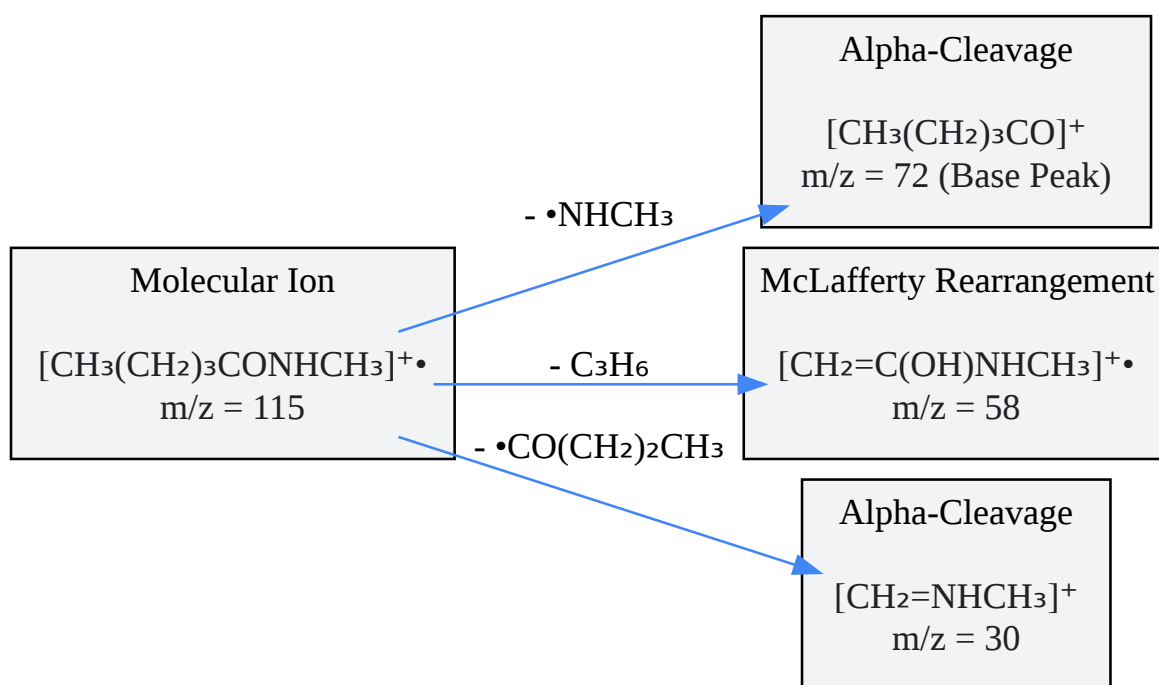 Alpha-Cleavage
[CH₃(CH₂)₃CO]⁺
m/z = 72 (Base Peak)
- •NHCH₃
Molecular Ion
[CH₃(CH₂)₃CONHCH₃]⁺•
m/z = 115
- C₃H₆
McLafferty Rearrangement
[CH₂=C(OH)NHCH₃]⁺•
m/z = 58
- •CO(CH₂)₂CH₃
Alpha-Cleavage
[CH₂=NHCH₃]⁺
m/z = 30